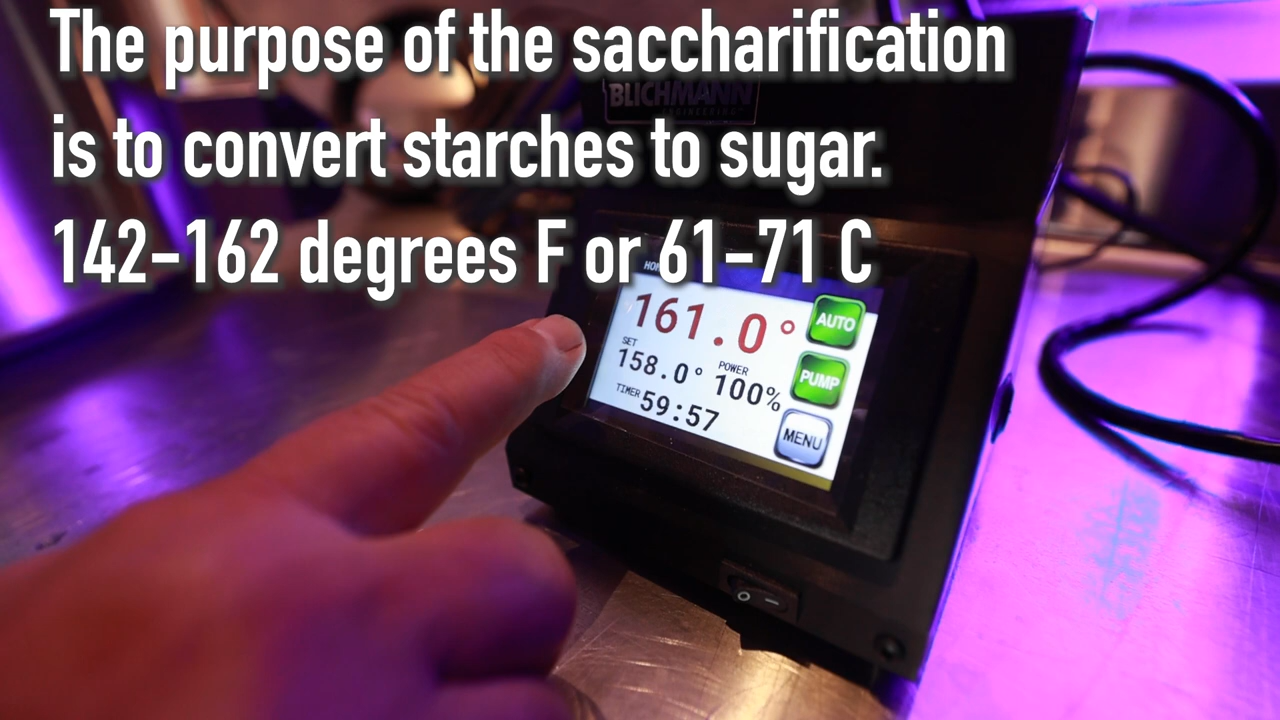 The purpose of the saccharification
is to convert starches to sugar.
142-162 degrees F or 61-71 C
BLICHMANN
161.0°
AUTO
SET
158.0°
POWER
100%
PUMP
TIMER
59:57
MENU